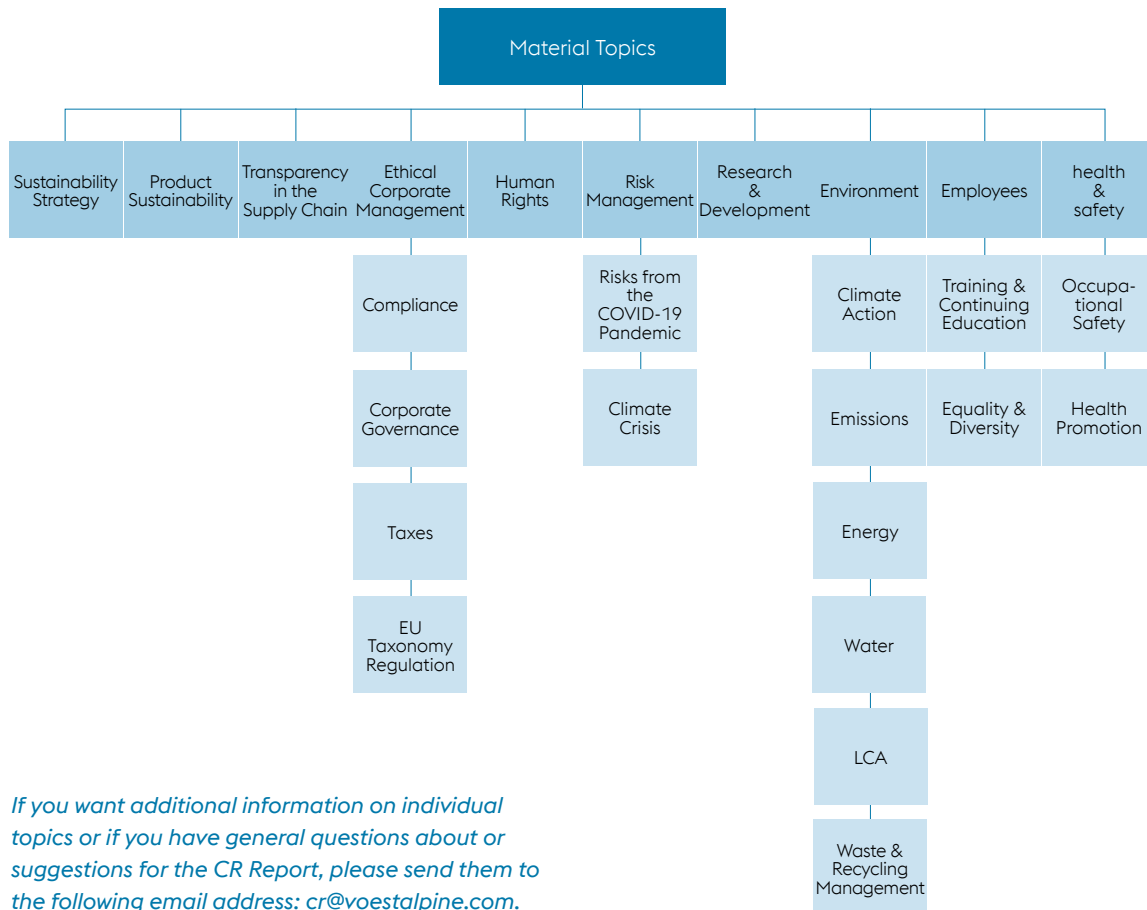 Material Topics
Sustainability
Strategy
Product
Sustainability
Transparency
in the
Supply Chain
Ethical
Corporate
Management
Human
Rights
Risk
Management
Research
&
Development
Environment
Employees
health
&
safety
Compliance
Risks from
the
COVID-19
Pandemic
Climate
Action
Training &
Continuing
Education
Occupa-
tional
Safety
Corporate
Governance
Climate
Crisis
Emissions
Equality &
Diversity
Health
Promotion
Taxes
Energy
EU
Taxonomy
Regulation
Water
LCA
Waste &
Recycling
Management
If you want additional information on individual
topics or if you have general questions about or
suggestions for the CR Report, please send them to
the following email address: cr@voestalpine.com.